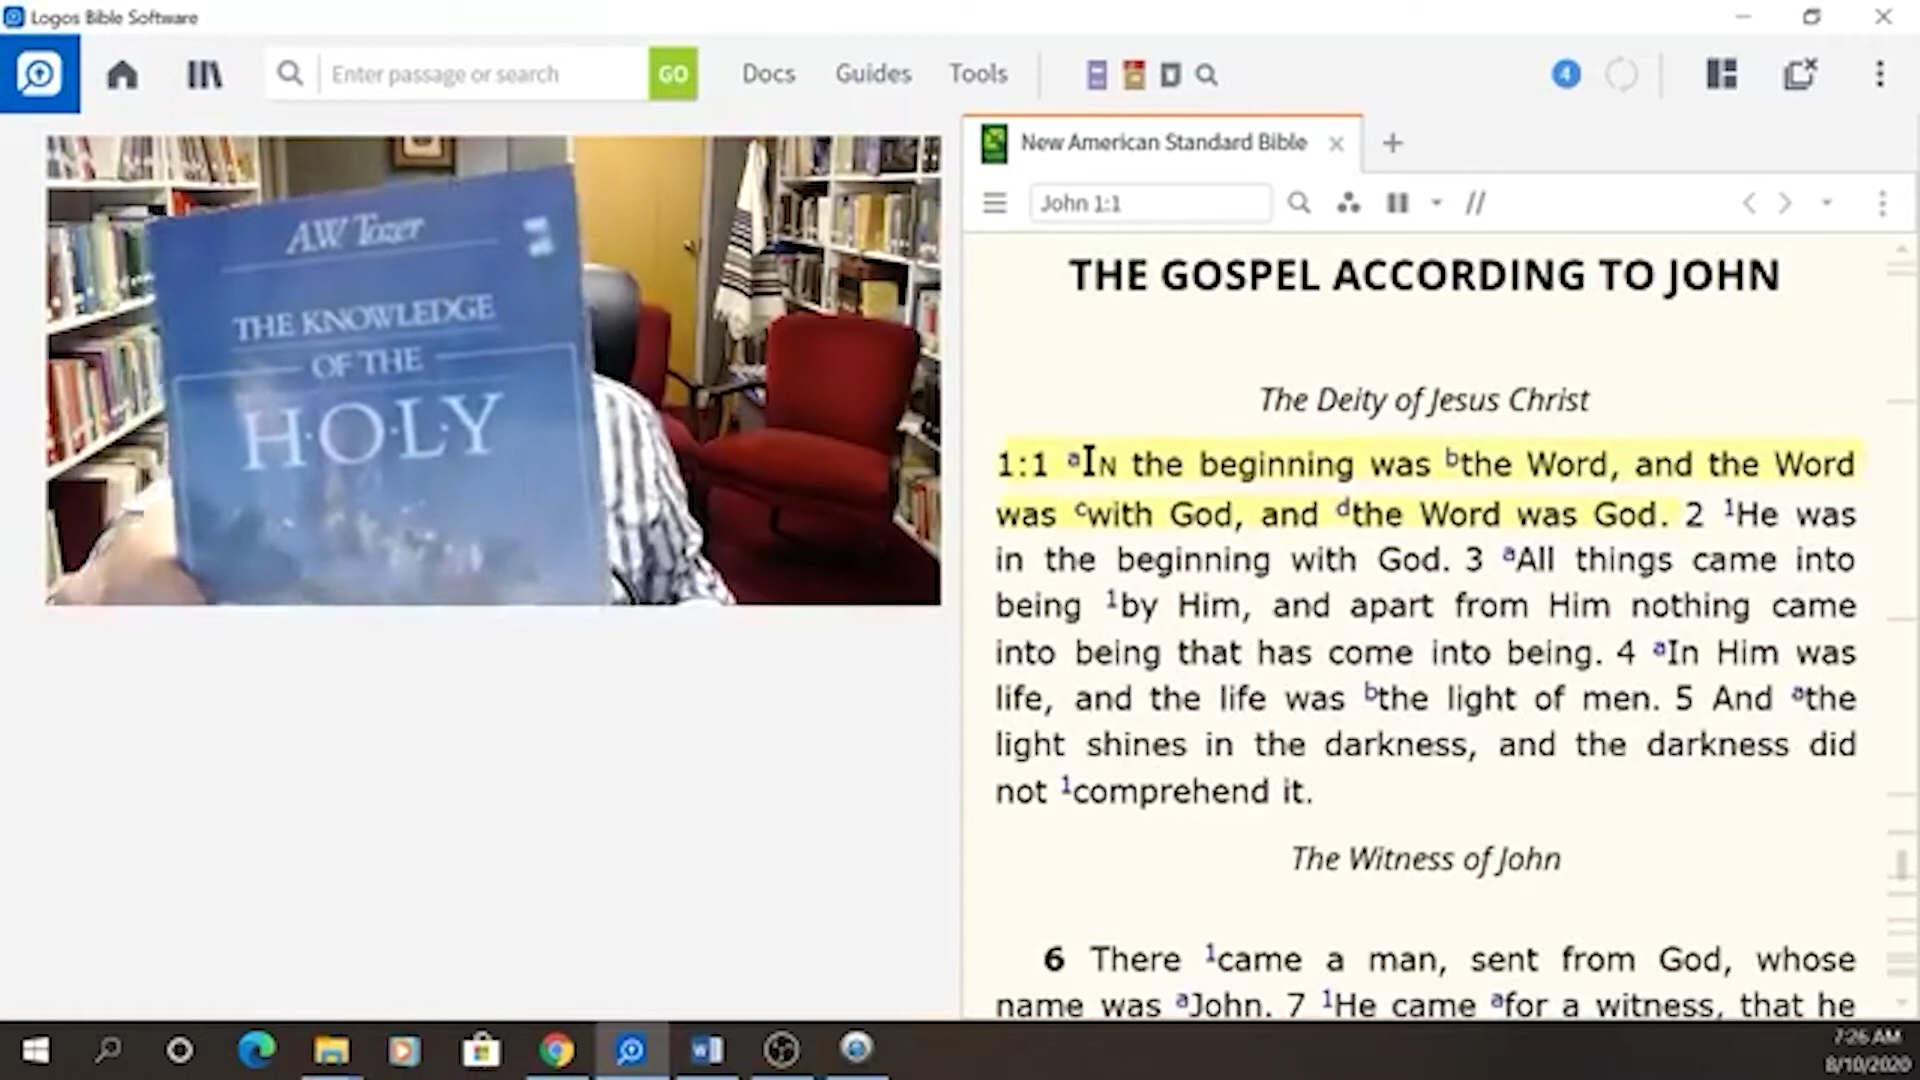 Logos Bible Software
Enter passage or search
GO
Docs
Guides
Tools
4
A.W. Tozer
THE KNOWLEDGE
OF THE
H·O·L·Y
New American Standard Bible
John 1:1
THE GOSPEL ACCORDING TO JOHN
The Deity of Jesus Christ
1:1 aIN the beginning was bthe Word, and the Word
was cwith God, and dthe Word was God. 2 1He was
in the beginning with God. 3 aAll things came into
being 1by Him, and apart from Him nothing came
into being that has come into being. 4 aIn Him was
life, and the life was bthe light of men. 5 And athe
light shines in the darkness, and the darkness did
not 1comprehend it.
The Witness of John
6 There 1came a man, sent from God, whose
name was aJohn. 7 1He came afor a witness, that he
7:26 AM
8/10/2020